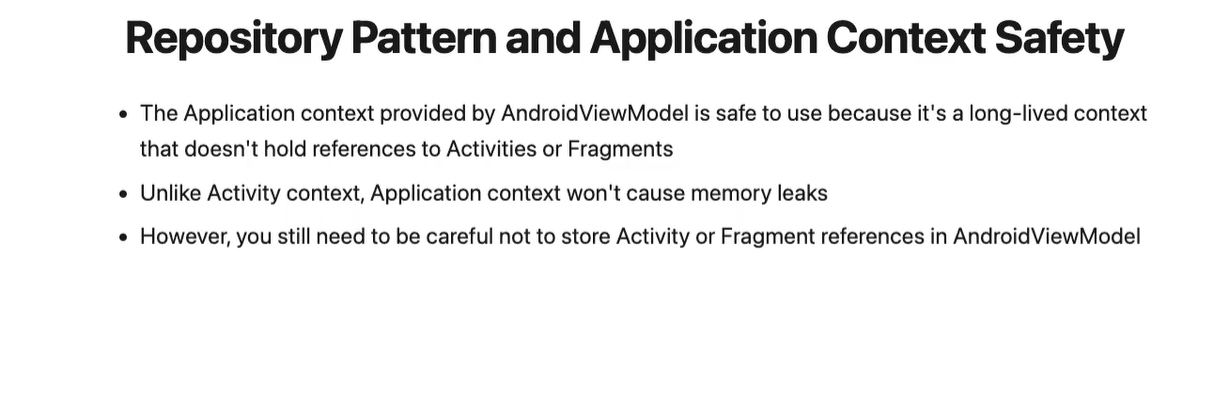 Repository Pattern and Application Context Safety
• The Application context provided by AndroidViewModel is safe to use because it's a long-lived context
that doesn't hold references to Activities or Fragments
• Unlike Activity context, Application context won't cause memory leaks
• However, you still need to be careful not to store Activity or Fragment references in AndroidViewModel